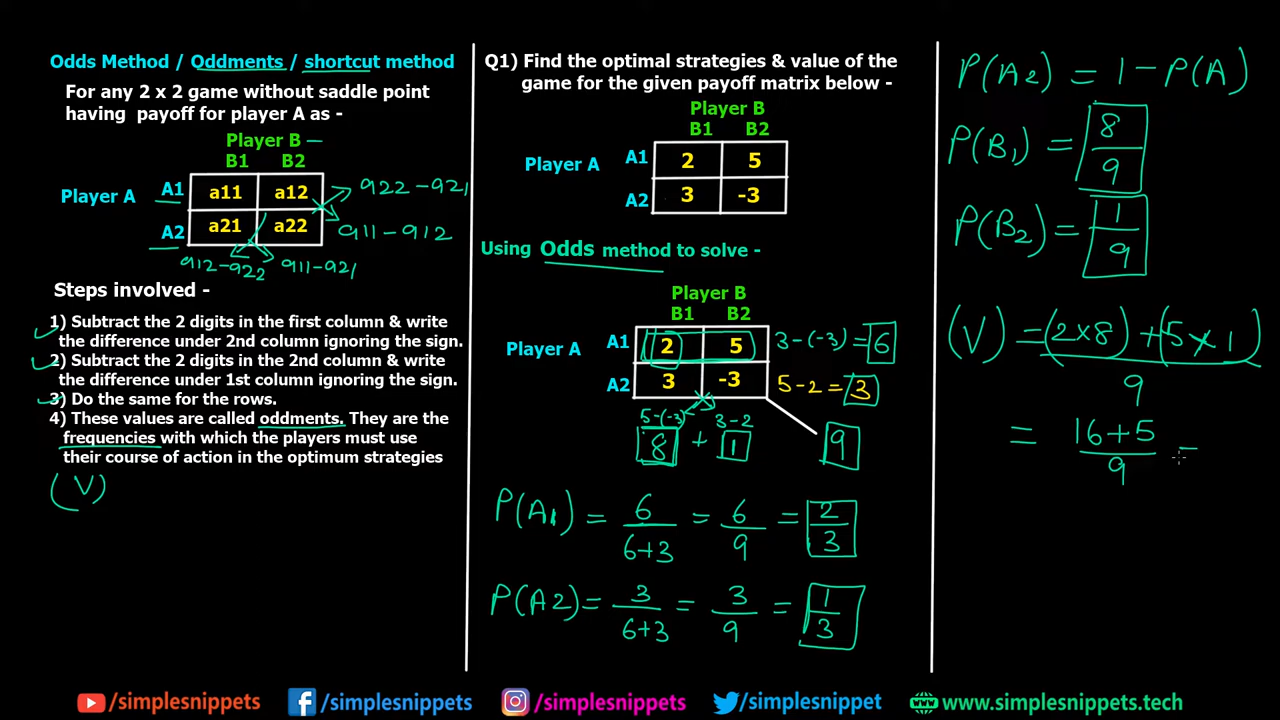 Odds Method / Oddments / shortcut method
For any 2 x 2 game without saddle point
having payoff for player A as -
Player B
B1 B2
Player A
A1 a11 a12 a22-a21
A2 a21 a22 a11-a12
a12-a22 a11-a21
Steps involved -
1) Subtract the 2 digits in the first column & write
the difference under 2nd column ignoring the sign.
2) Subtract the 2 digits in the 2nd column & write
the difference under 1st column ignoring the sign.
3) Do the same for the rows.
4) These values are called oddments. They are the
frequencies with which the players must use
their course of action in the optimum strategies
(V)
Q1) Find the optimal strategies & value of the
game for the given payoff matrix below -
Player B
B1 B2
Player A
A1 2 5
A2 3 -3
Using Odds method to solve -
Player B
B1 B2
Player A
A1 2 5 3-(-3)=6
A2 3 -3 5-2=3
5-(-3) 3-2
8 + 1 9
P(A1) = 6/6+3 = 6/9 = 2/3
P(A2) = 3/6+3 = 3/9 = 1/3
P(A2) = 1-P(A)
P(B1) = 8/9
P(B2) = 1/9
(V) = (2x8)+(5x1)/9
= 16+5/9 =
/simplesnippets /simplesnippets /simplesnippets /simplesnippets www.simplesnippets.tech